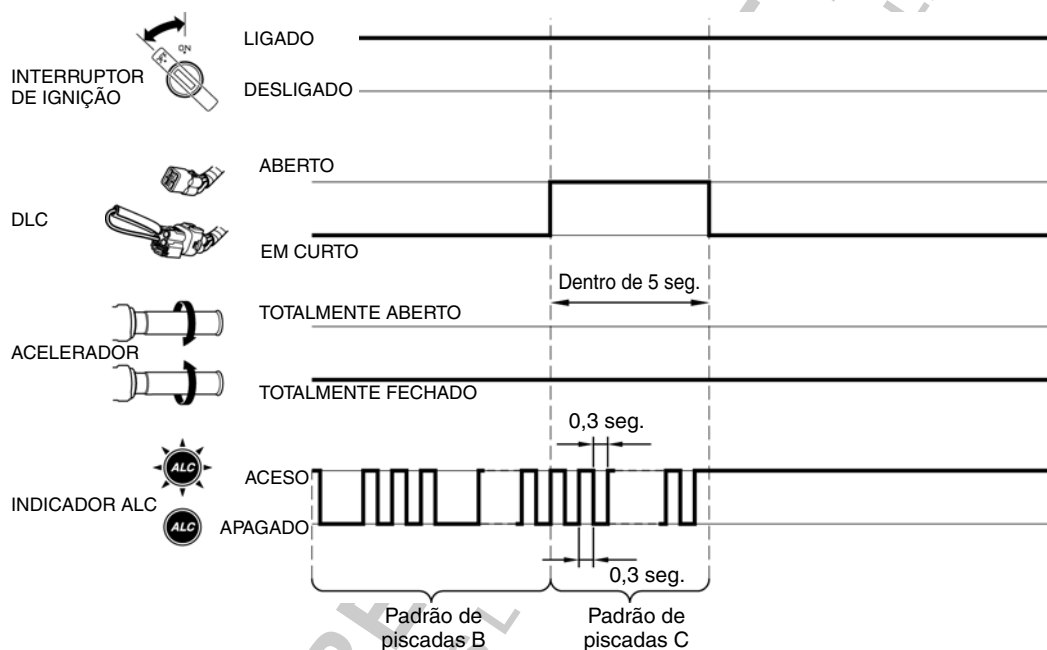 LIGADO
INTERRUPTOR
DE IGNIÇÃO
ON
DESLIGADO
ABERTO
DLC
EM CURTO
Dentro de 5 seg.
TOTALMENTE ABERTO
ACELERADOR
TOTALMENTE FECHADO
0,3 seg.
ALC
ACESO
INDICADOR ALC
ALC
APAGADO
0,3 seg.
Padrão de
piscadas B
Padrão de
piscadas C